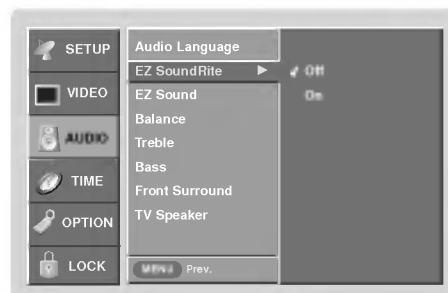 SETUP
VIDEO
AUDIO
TIME
OPTION
LOCK
Audio Language
EZ SoundRite
EZ Sound
Balance
Treble
Bass
Front Surround
TV Speaker
MENU Prev.
Off
On